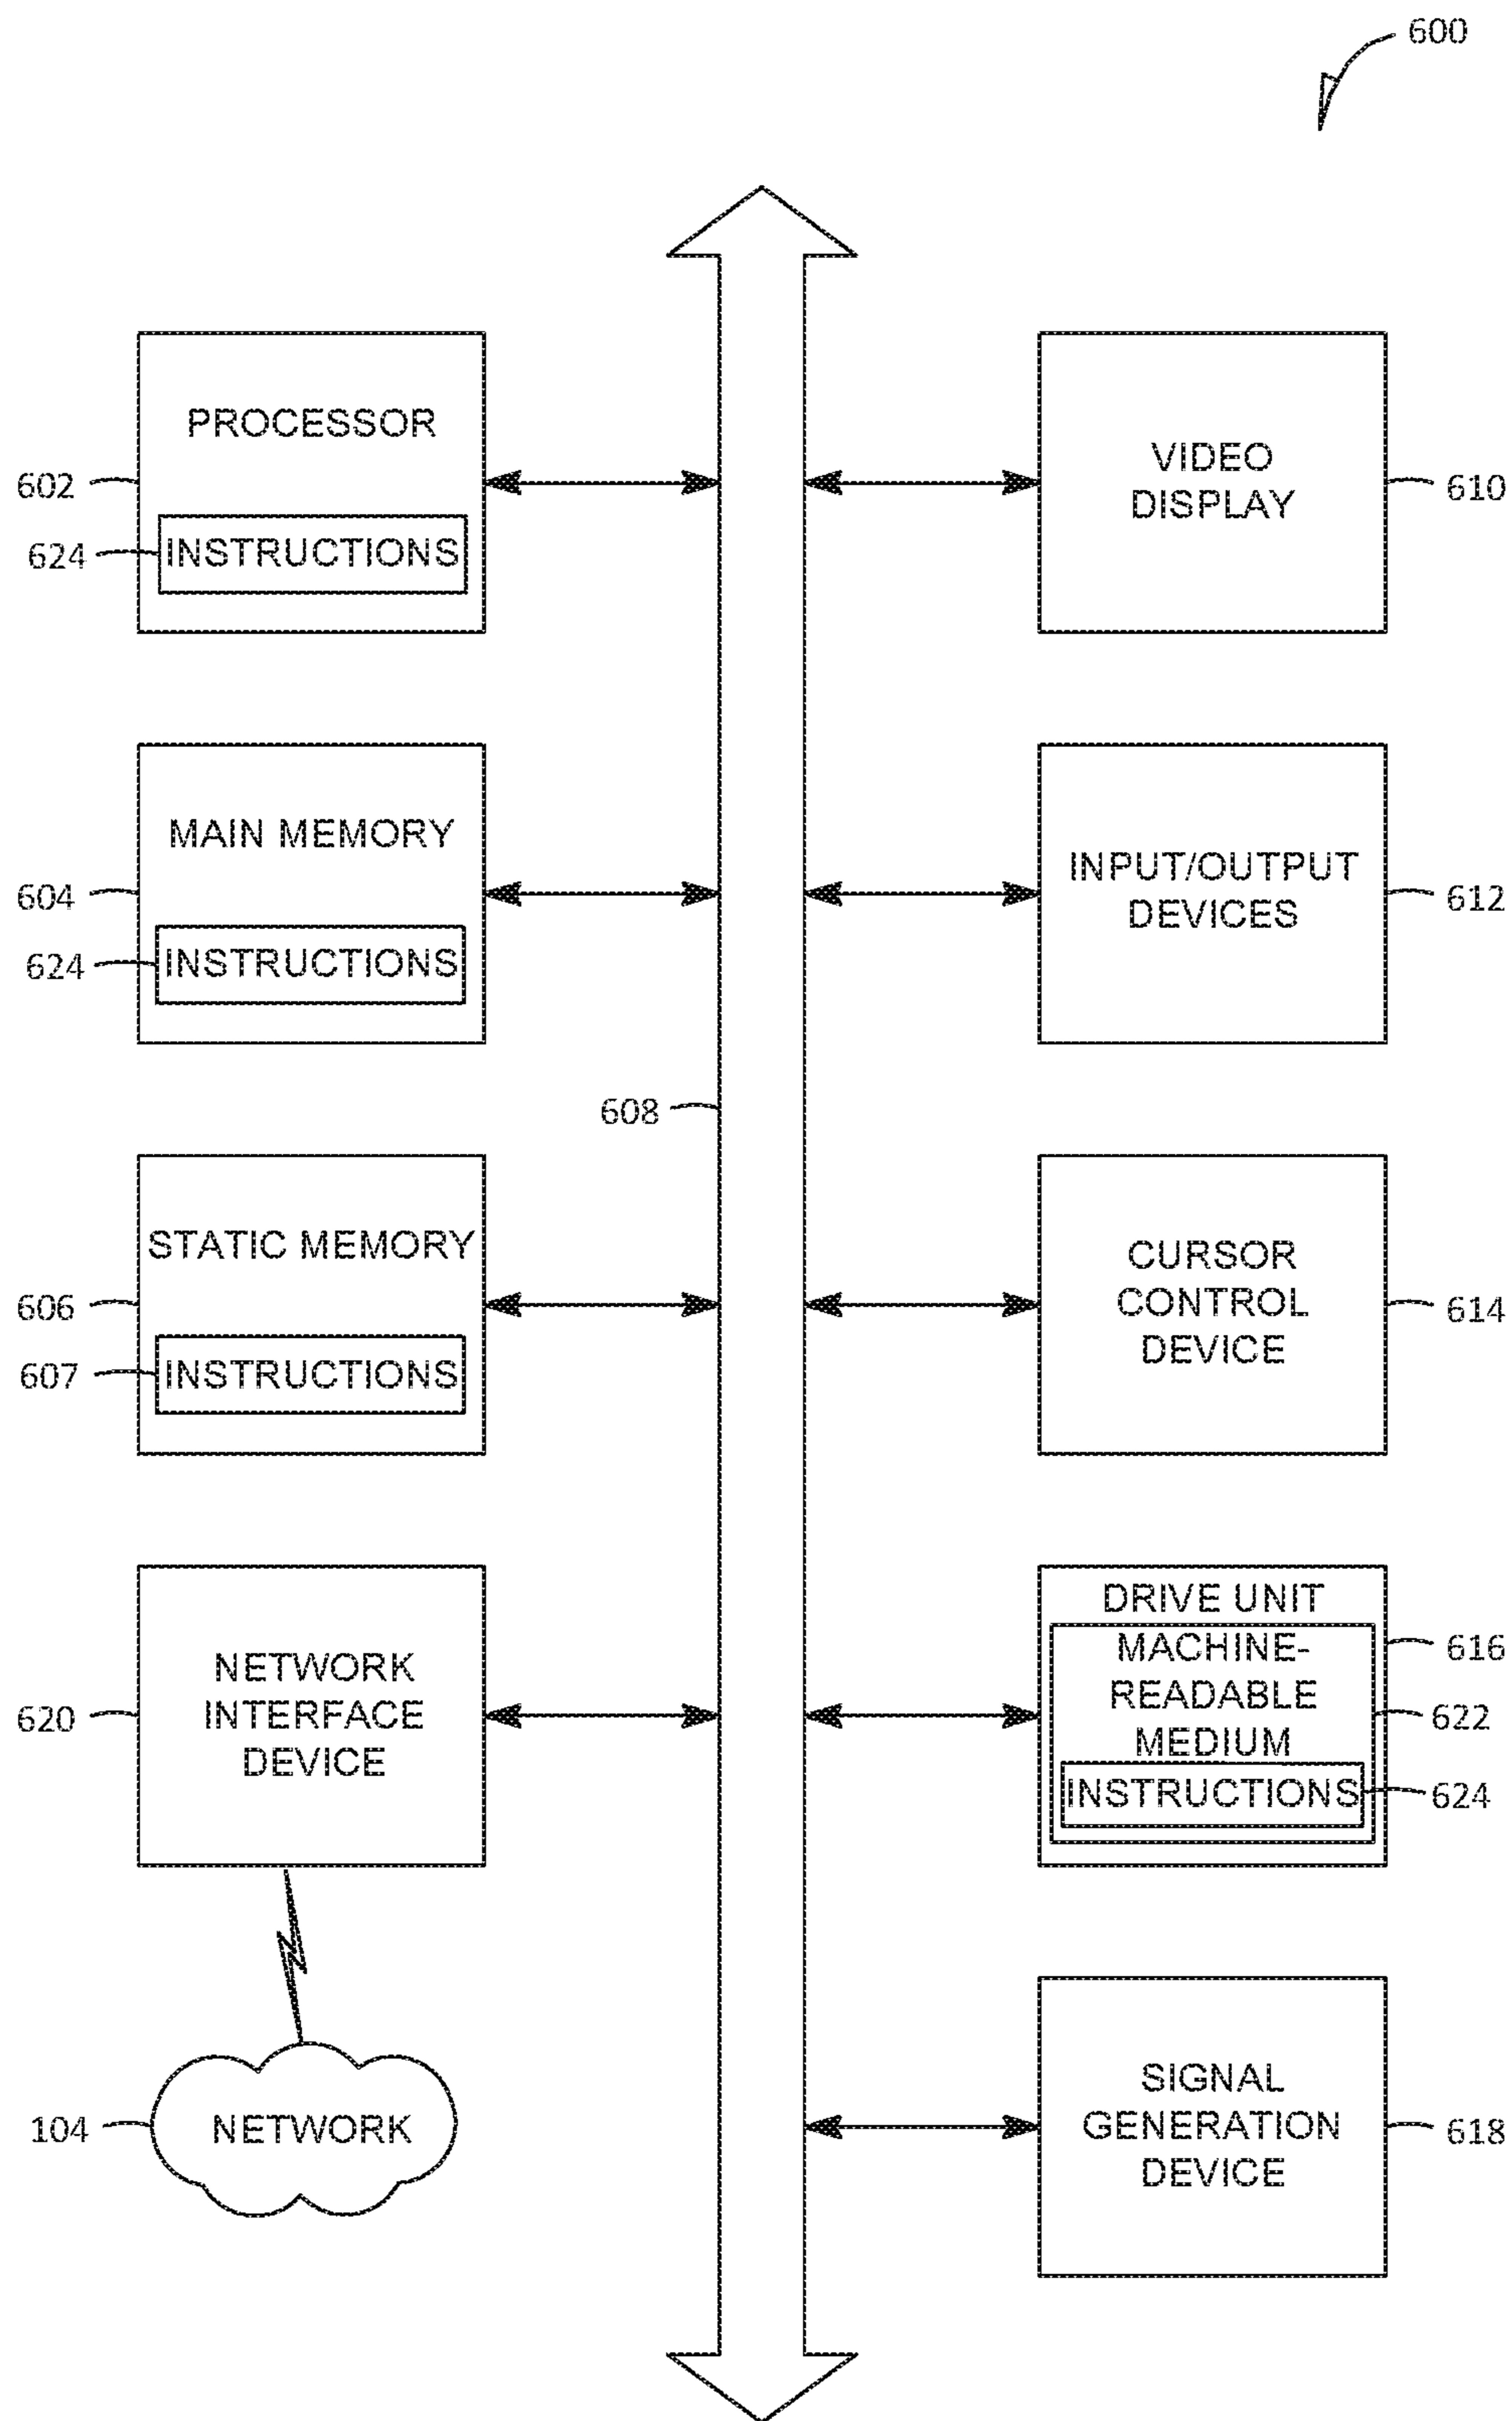 600
PROCESSOR
602
624
INSTRUCTIONS
VIDEO
DISPLAY
610
MAIN MEMORY
604
624
INSTRUCTIONS
INPUT/OUTPUT
DEVICES
612
608
STATIC MEMORY
606
607
INSTRUCTIONS
CURSOR
CONTROL
DEVICE
614
NETWORK
INTERFACE
DEVICE
620
DRIVE UNIT
MACHINE-
READABLE
MEDIUM
INSTRUCTIONS
616
622
624
104
NETWORK
SIGNAL
GENERATION
DEVICE
618